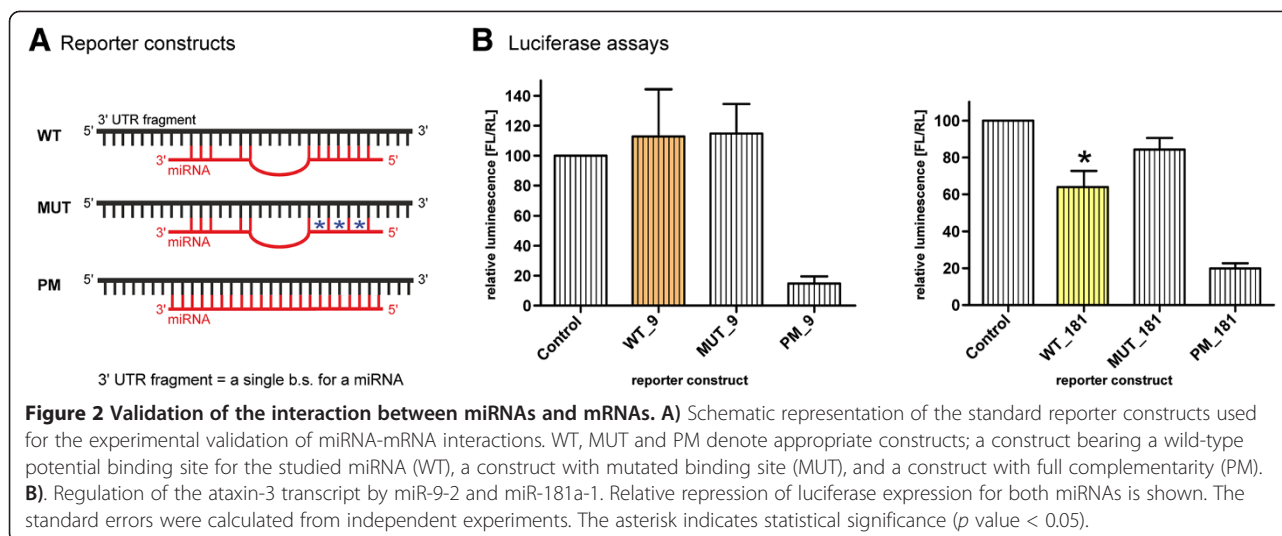 A Reporter constructs
WT
3' UTR fragment
5'
3'
3'
miRNA
5'
MUT
5'
3'
3'
* * *
miRNA
5'
PM
5'
3'
3'
miRNA
5'
3' UTR fragment = a single b.s. for a miRNA
B Luciferase assays
relative luminescence [FL/RL]
140
120
100
80
60
40
20
0
Control
WT_9
MUT_9
PM_9
reporter construct
relative luminescence [FL/RL]
100
80
60
40
20
0
*
Control
WT_181
MUT_181
PM_181
reporter construct
Figure 2 Validation of the interaction between miRNAs and mRNAs. A) Schematic representation of the standard reporter constructs used
for the experimental validation of miRNA-mRNA interactions. WT, MUT and PM denote appropriate constructs; a construct bearing a wild-type
potential binding site for the studied miRNA (WT), a construct with mutated binding site (MUT), and a construct with full complementarity (PM).
B). Regulation of the ataxin-3 transcript by miR-9-2 and miR-181a-1. Relative repression of luciferase expression for both miRNAs is shown. The
standard errors were calculated from independent experiments. The asterisk indicates statistical significance (p value < 0.05).